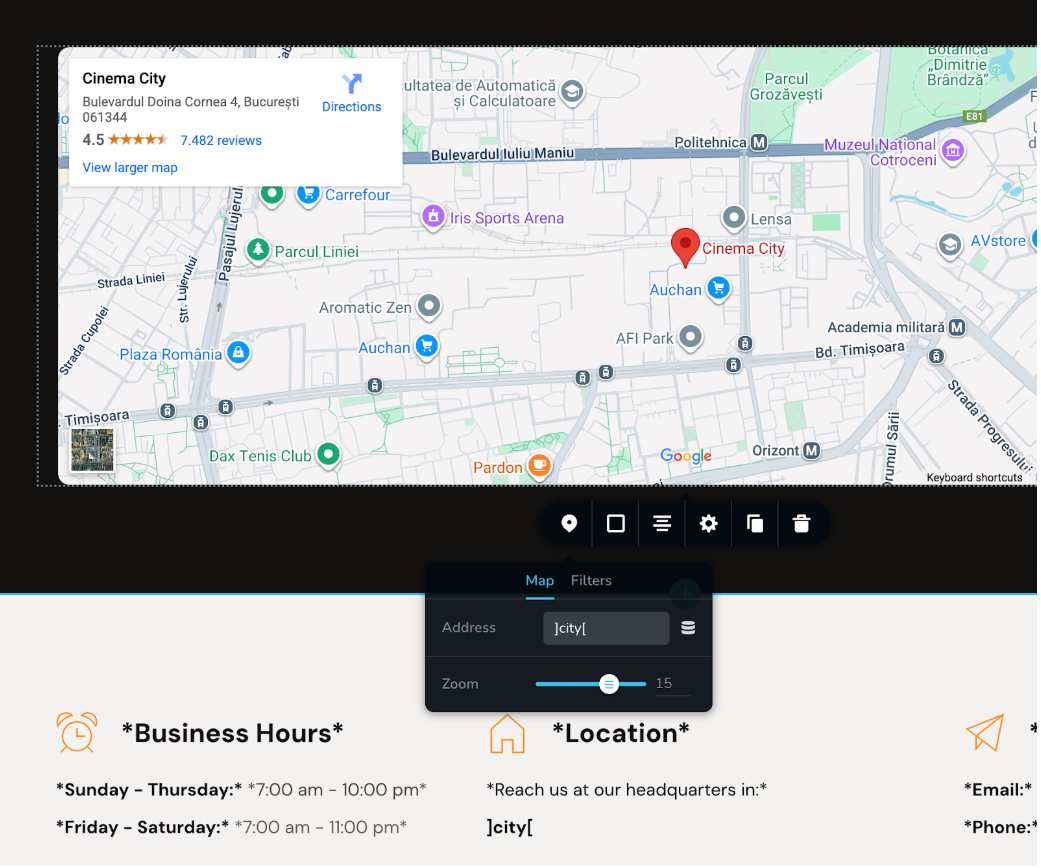 Cinema City
Bulevardul Doina Cornea 4, București
061344
Directions
4.5
7.482 reviews
View larger map
ultatea de Automatică
și Calculatoare
Parcul
Grozăvești
Botanică
„Dimitrie
Brândză”
E81
Bulevardul Iuliu Maniu
Politehnica M
Muzeul Național
Cotroceni
Carrefour
Iris Sports Arena
Lensa
Pasajul Lujerului
Parcul Liniei
Cinema City
AVstore
Strada Liniei
Str. Lujerului
Auchan
Aromatic Zen
Strada Cupolei
Plaza România
Auchan
AFI Park
Academia militară M
Bd. Timișoara
Timișoara
Strada Progresului
Dax Tenis Club
Pardon
Google
Orizont M
Drumul Sării
Keyboard shortcuts
Map Filters
Address ]city[
Zoom 15
*Business Hours*
*Location*
*
*Sunday - Thursday:* *7:00 am - 10:00 pm*
*Reach us at our headquarters in:*
*Email:*
*Friday - Saturday:* *7:00 am - 11:00 pm*
]city[
*Phone:*